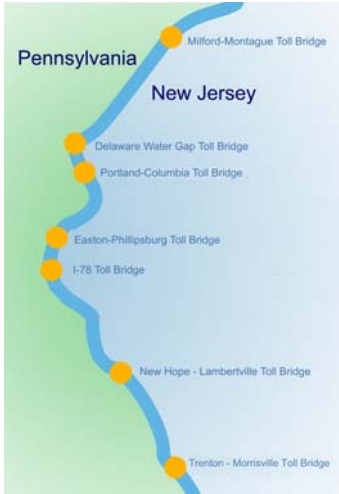 Milford-Montague Toll Bridge
Pennsylvania
New Jersey
Delaware Water Gap Toll Bridge
Portland-Columbia Toll Bridge
Easton-Phillipsburg Toll Bridge
I-78 Toll Bridge
New Hope - Lambertville Toll Bridge
Trenton - Morrisville Toll Bridge